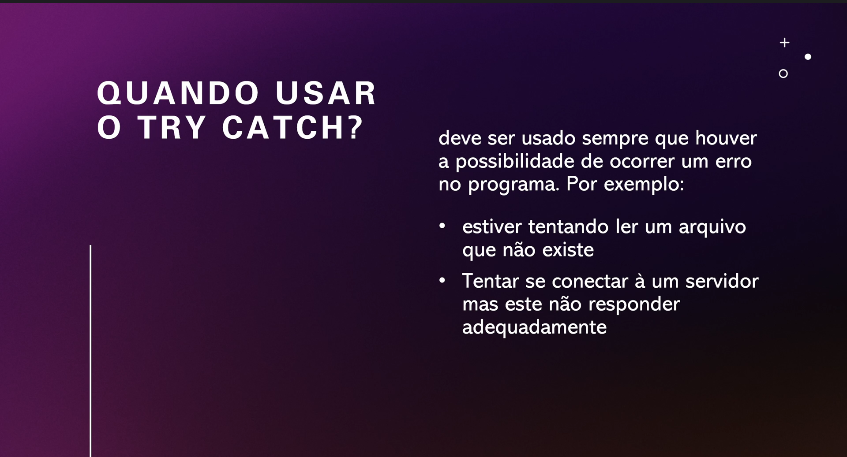 QUANDO USAR
O TRY CATCH?
deve ser usado sempre que houver
a possibilidade de ocorrer um erro
no programa. Por exemplo:
• estiver tentando ler um arquivo
que não existe
• Tentar se conectar à um servidor
mas este não responder
adequadamente